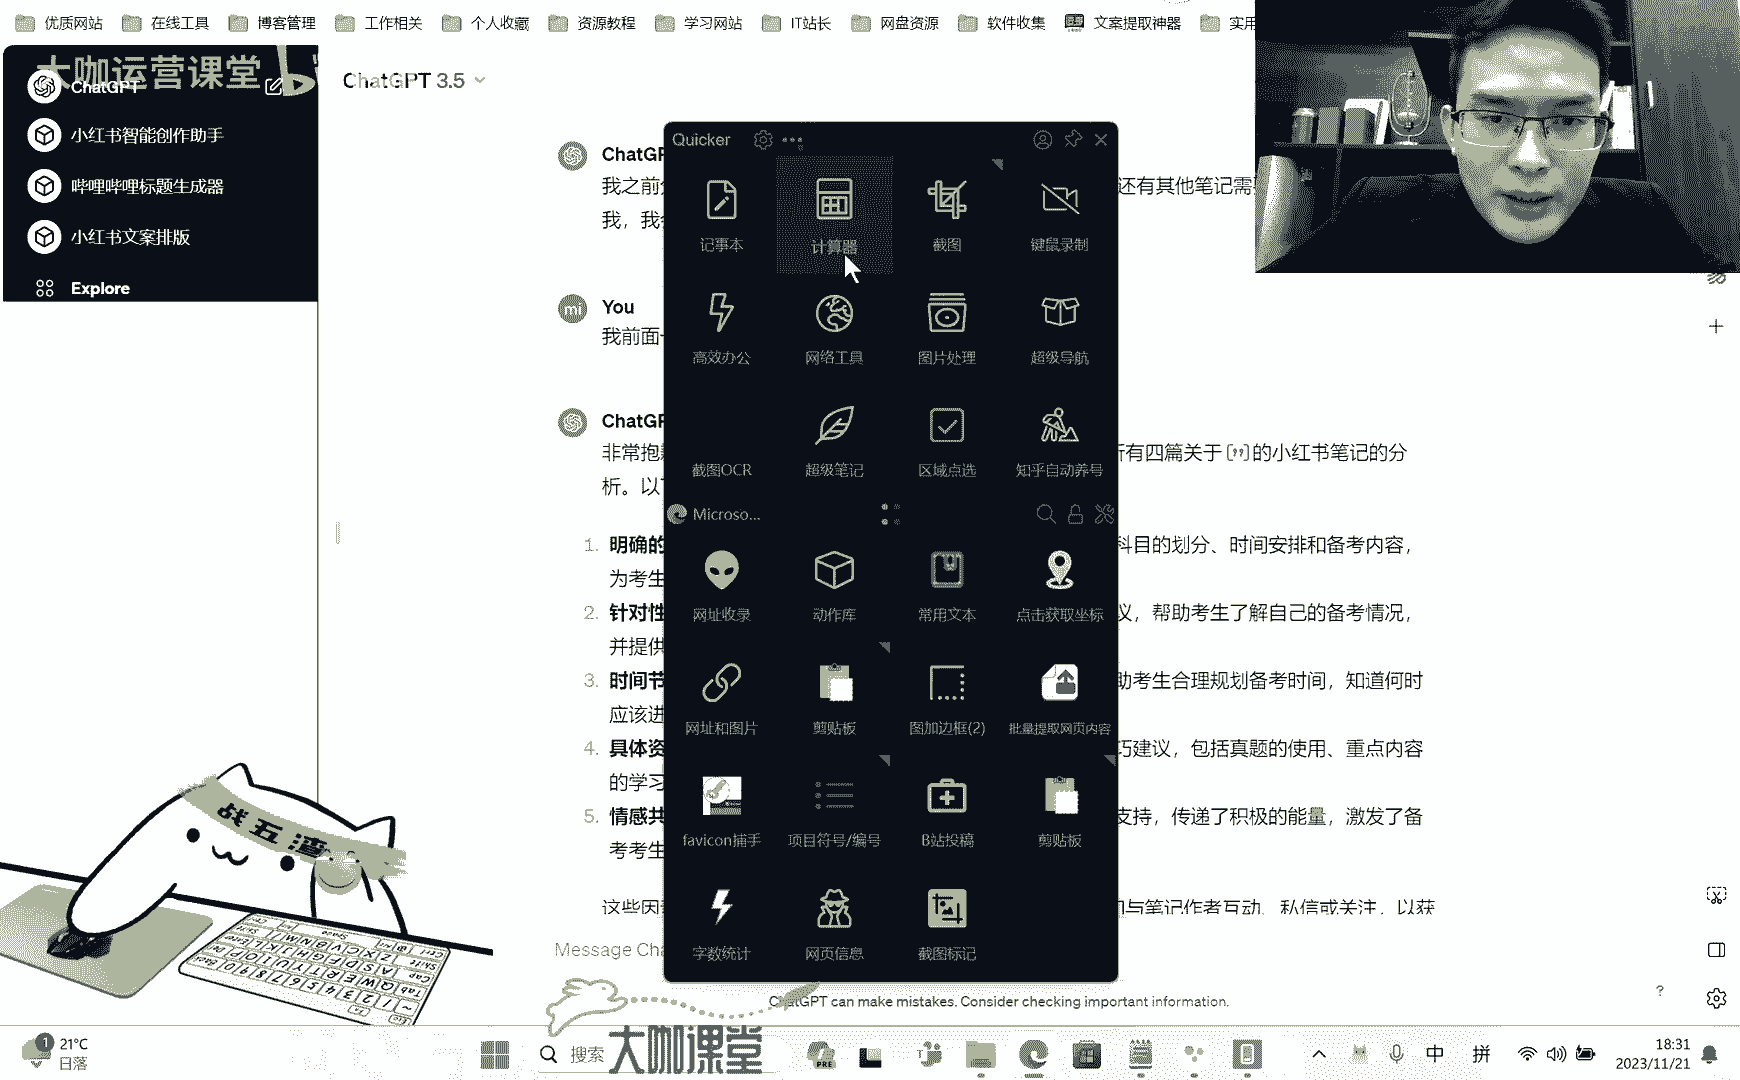 优质网站 在线工具 博客管理 工作相关 个人收藏 资源教程 学习网站 IT站长 网盘资源 软件收集 文案提取神器 实用
大咖运营课堂
ChatGPT
小红书智能创作助手
哔哩哔哩标题生成器
小红书文案排版
Explore
ChatGPT 3.5
ChatGP
我之前 还有其他笔记需
我，我
You
我前面
ChatGP
非常抱 所有四篇关于 的小红书笔记的分
析。以
1. 明确的 科目的划分、时间安排和备考内容，
为考生
2. 针对性 议，帮助考生了解自己的备考情况，
并提供
3. 时间节 助考生合理规划备考时间，知道何时
应该进
4. 具体资 巧建议，包括真题的使用、重点内容
的学习
5. 情感共 支持，传递了积极的能量，激发了备
考考生
这些因 与笔记作者互动、私信或关注，以获
Message Cha
ChatGPT can make mistakes. Consider checking important information.
Quicker
记事本 计算器 截图 键鼠录制
高效办公 网络工具 图片处理 超级导航
截图OCR 超级笔记 区域点选 知乎自动养号
Microso...
网址收录 动作库 常用文本 点击获取坐标
网址和图片 剪贴板 图加边框(2) 批量提取网页内容
favicon捕手 项目符号/编号 B站投稿 剪贴板
字数统计 网页信息 截图标记
战五渣
大咖课堂
1 21°C
日落
搜索
PRE
中 拼
18:31
2023/11/21